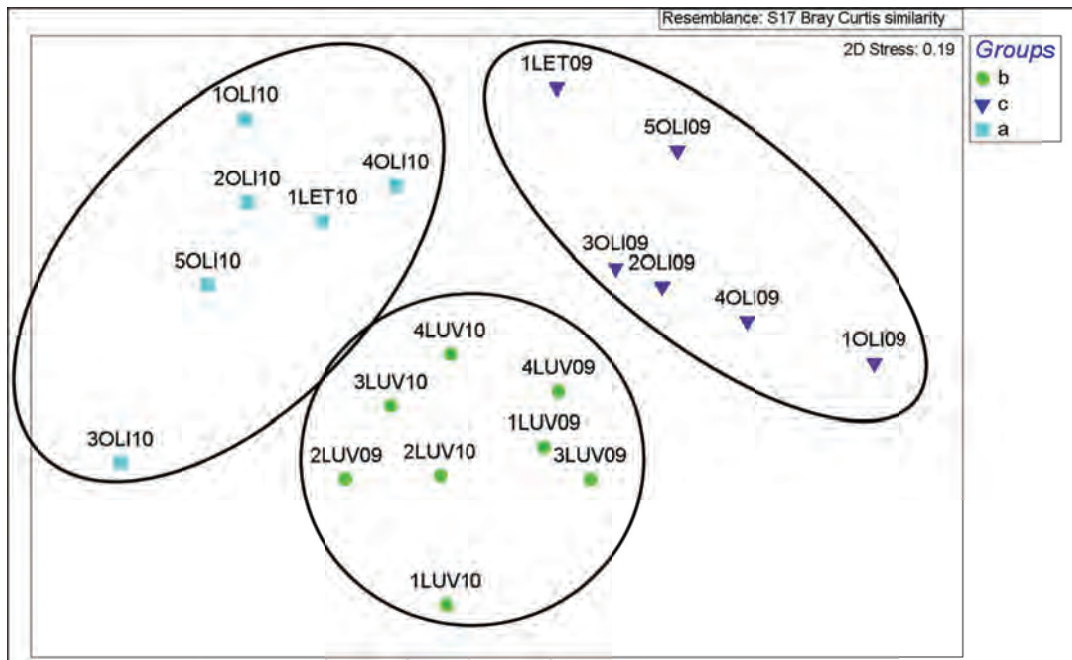 Resemblance: S17 Bray Curtis similarity
2D Stress: 0.19
Groups
b
c
a
1LET09
1OLI10
5OLI09
4OLI10
2OLI10
1LET10
3OLI09
5OLI10
2OLI09
4OLI09
4LUV10
1OLI09
4LUV09
3LUV10
1LUV09
3OLI10
2LUV09
2LUV10
3LUV09
1LUV10